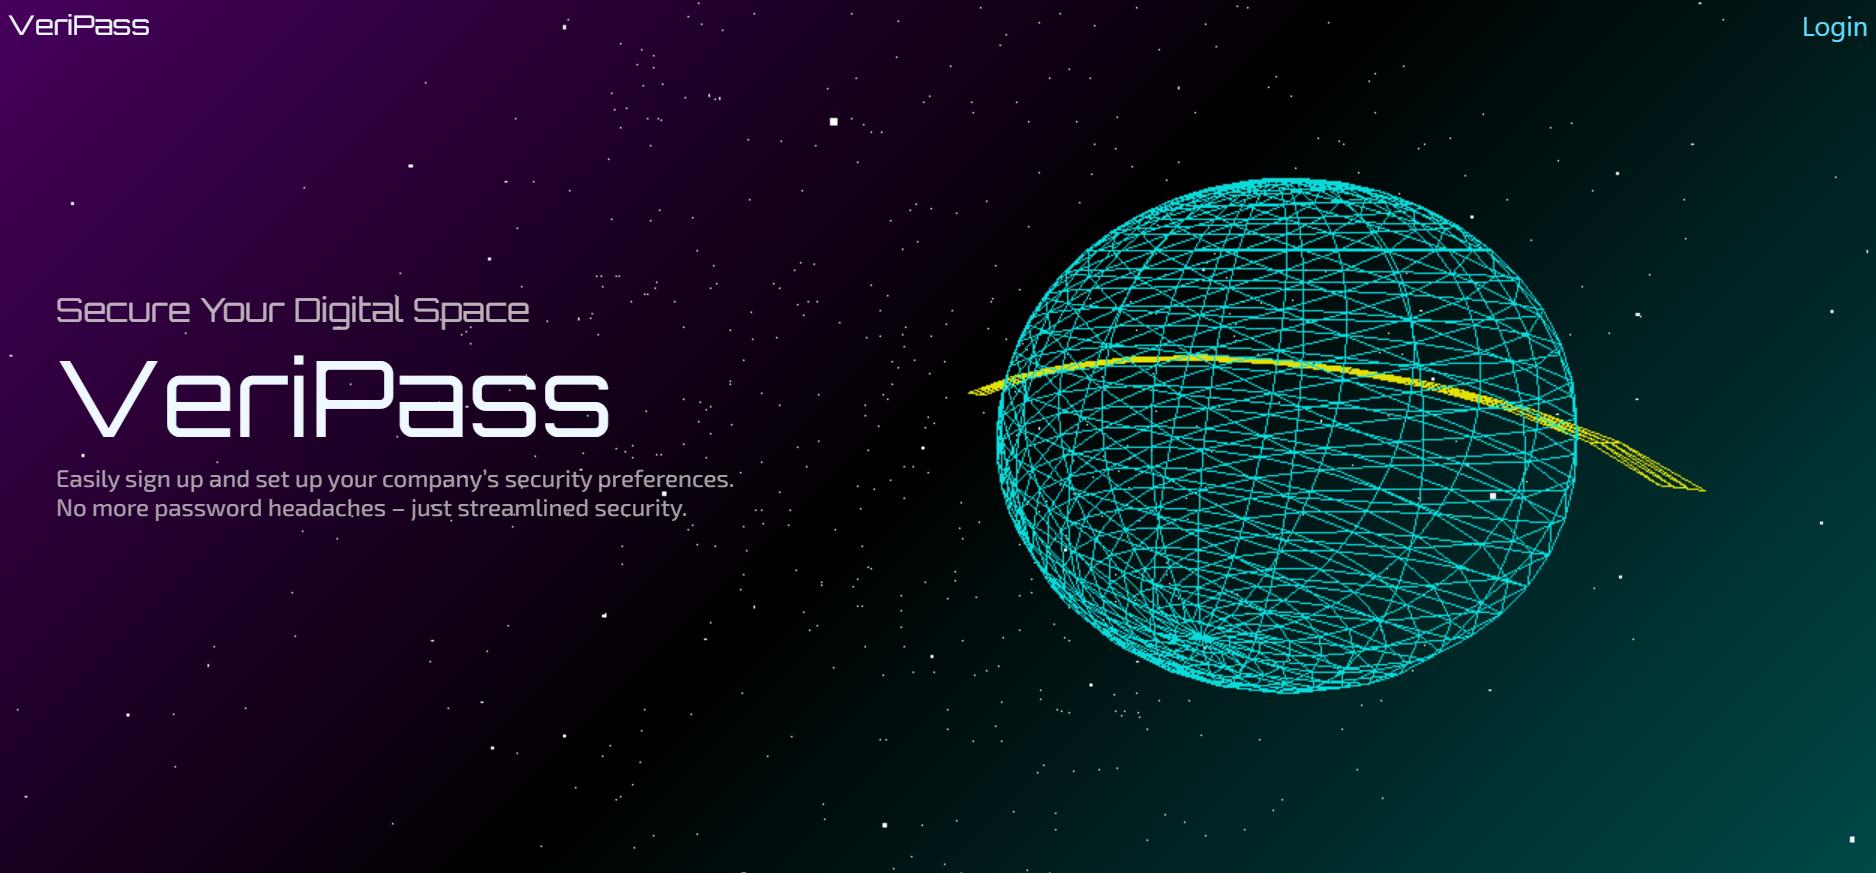 VeriPass
Login
Secure Your Digital Space
VeriPass
Easily sign up and set up your company’s security preferences.
No more password headaches – just streamlined security.